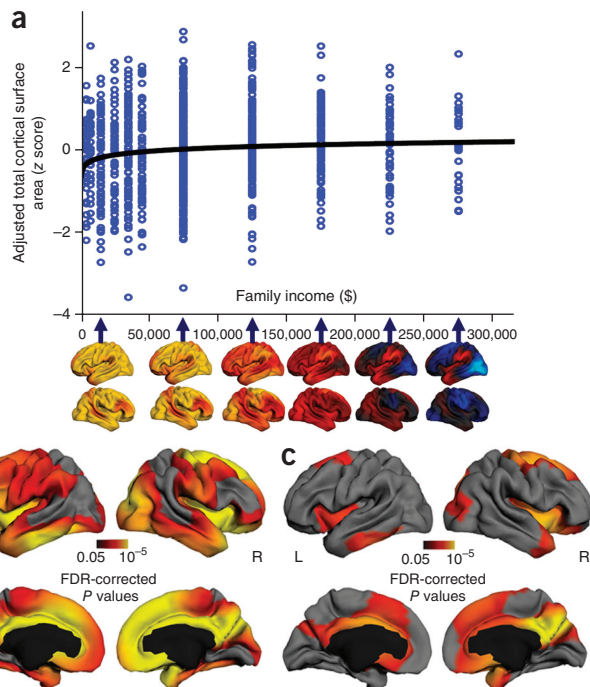 a
Adjusted total cortical surface
area (z score)
2
0
–2
–4
Family income ($)
0 50,000 100,000 150,000 200,000 250,000 300,000
c
0.05 10⁻⁵
R
FDR-corrected
P values
L
0.05 10⁻⁵
R
FDR-corrected
P values